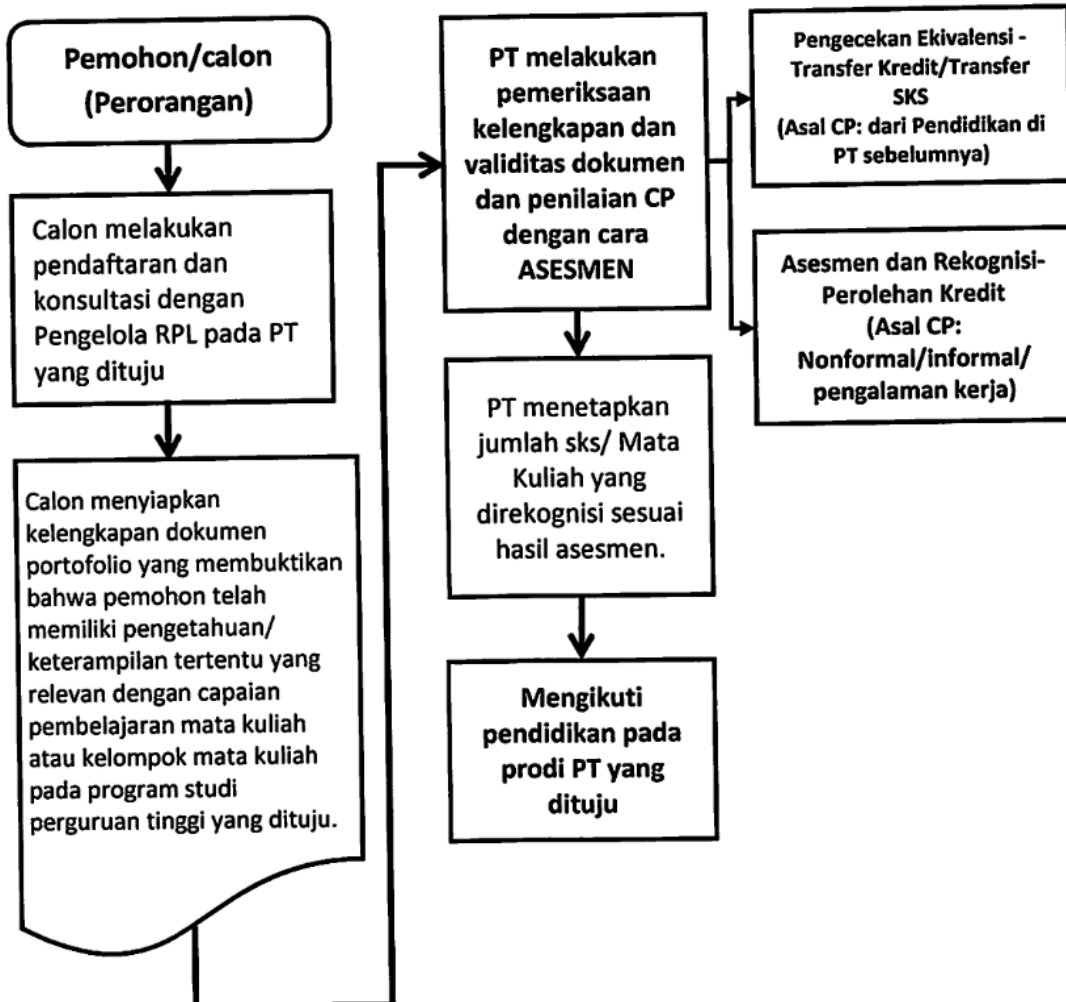 Pemohon/calon
(Perorangan)
Calon melakukan
pendaftaran dan
konsultasi dengan
Pengelola RPL pada PT
yang dituju
Calon menyiapkan
kelengkapan dokumen
portofolio yang membuktikan
bahwa pemohon telah
memiliki pengetahuan/
keterampilan tertentu yang
relevan dengan capaian
pembelajaran mata kuliah
atau kelompok mata kuliah
pada program studi
perguruan tinggi yang dituju.
PT melakukan
pemeriksaan
kelengkapan dan
validitas dokumen
dan penilaian CP
dengan cara
ASESMEN
PT menetapkan
jumlah sks/ Mata
Kuliah yang
direkognisi sesuai
hasil asesmen.
Mengikuti
pendidikan pada
prodi PT yang
dituju
Pengecekan Ekivalensi -
Transfer Kredit/Transfer
SKS
(Asal CP: dari Pendidikan di
PT sebelumnya)
Asesmen dan Rekognisi-
Perolehan Kredit
(Asal CP:
Nonformal/informal/
pengalaman kerja)